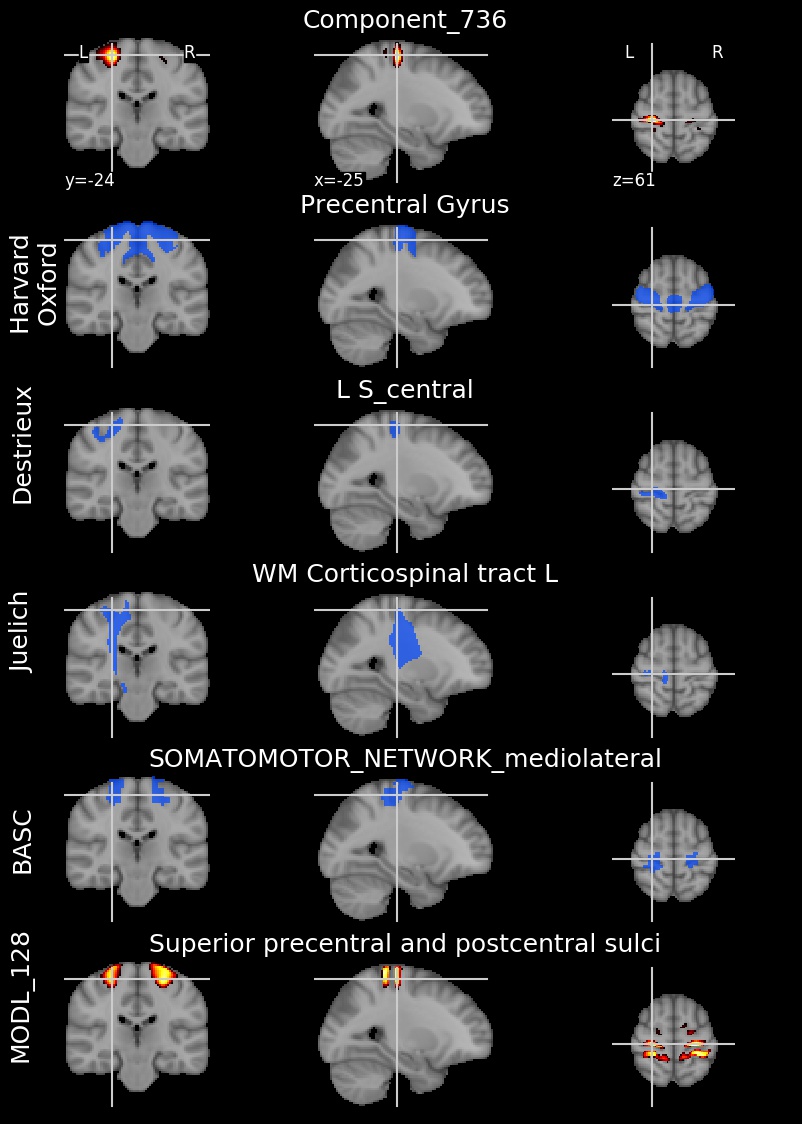 Component_736
L R
L R
y=-24
x=-25
z=61
Precentral Gyrus
Harvard
Oxford
L S_central
Destrieux
WM Corticospinal tract L
Juelich
SOMATOMOTOR_NETWORK_mediolateral
BASC
Superior precentral and postcentral sulci
MODL_128